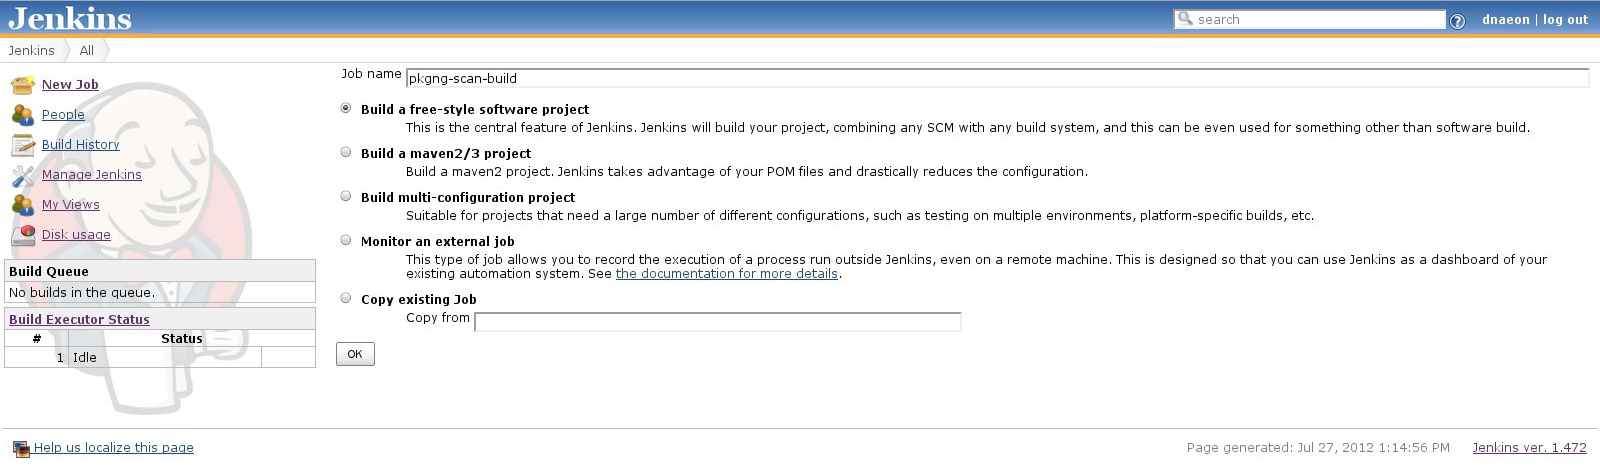 Jenkins
search
dnaeon | log out
Jenkins All
New Job
People
Build History
Manage Jenkins
My Views
Disk usage
Build Queue
No builds in the queue.
Build Executor Status
# Status
1 Idle
Job name pkgng-scan-build
Build a free-style software project
This is the central feature of Jenkins. Jenkins will build your project, combining any SCM with any build system, and this can be even used for something other than software build.
Build a maven2/3 project
Build a maven2 project. Jenkins takes advantage of your POM files and drastically reduces the configuration.
Build multi-configuration project
Suitable for projects that need a large number of different configurations, such as testing on multiple environments, platform-specific builds, etc.
Monitor an external job
This type of job allows you to record the execution of a process run outside Jenkins, even on a remote machine. This is designed so that you can use Jenkins as a dashboard of your
existing automation system. See the documentation for more details.
Copy existing Job
Copy from
OK
Help us localize this page
Page generated: Jul 27, 2012 1:14:56 PM Jenkins ver. 1.472